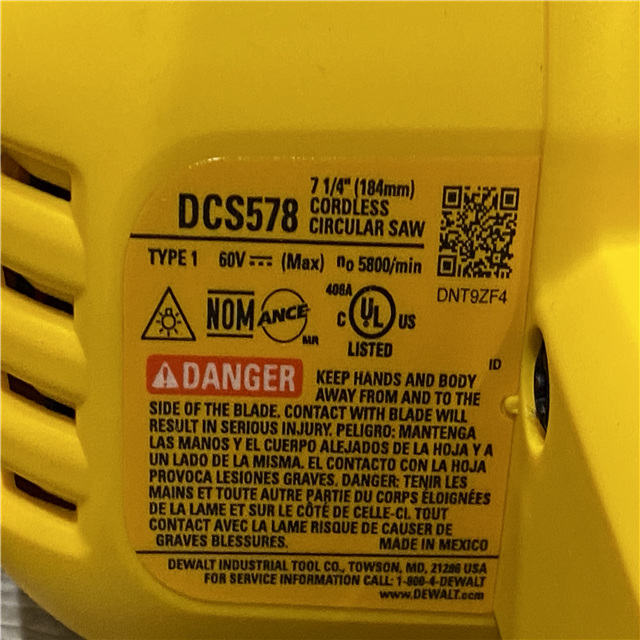 DCS578
7 1/4" (184mm)
CORDLESS
CIRCULAR SAW
TYPE 1 60V⎓ (Max) n₀ 5800/min
DNT9ZF4
NOM
ANCE
MR
408A
C UL US
LISTED
ID
DANGER KEEP HANDS AND BODY
AWAY FROM AND TO THE
SIDE OF THE BLADE. CONTACT WITH BLADE WILL
RESULT IN SERIOUS INJURY. PELIGRO: MANTENGA
LAS MANOS Y EL CUERPO ALEJADOS DE LA HOJA Y A
UN LADO DE LA MISMA. EL CONTACTO CON LA HOJA
PROVOCA LESIONES GRAVES. DANGER: TENIR LES
MAINS ET TOUTE AUTRE PARTIE DU CORPS ÉLOIGNÉES
DE LA LAME ET SUR LE CÔTÉ DE CELLE-CI. TOUT
CONTACT AVEC LA LAME RISQUE DE CAUSER DE
GRAVES BLESSURES. MADE IN MEXICO
DEWALT INDUSTRIAL TOOL CO., TOWSON, MD, 21286 USA
FOR SERVICE INFORMATION CALL: 1-800-4-DEWALT
www.DEWALT.com